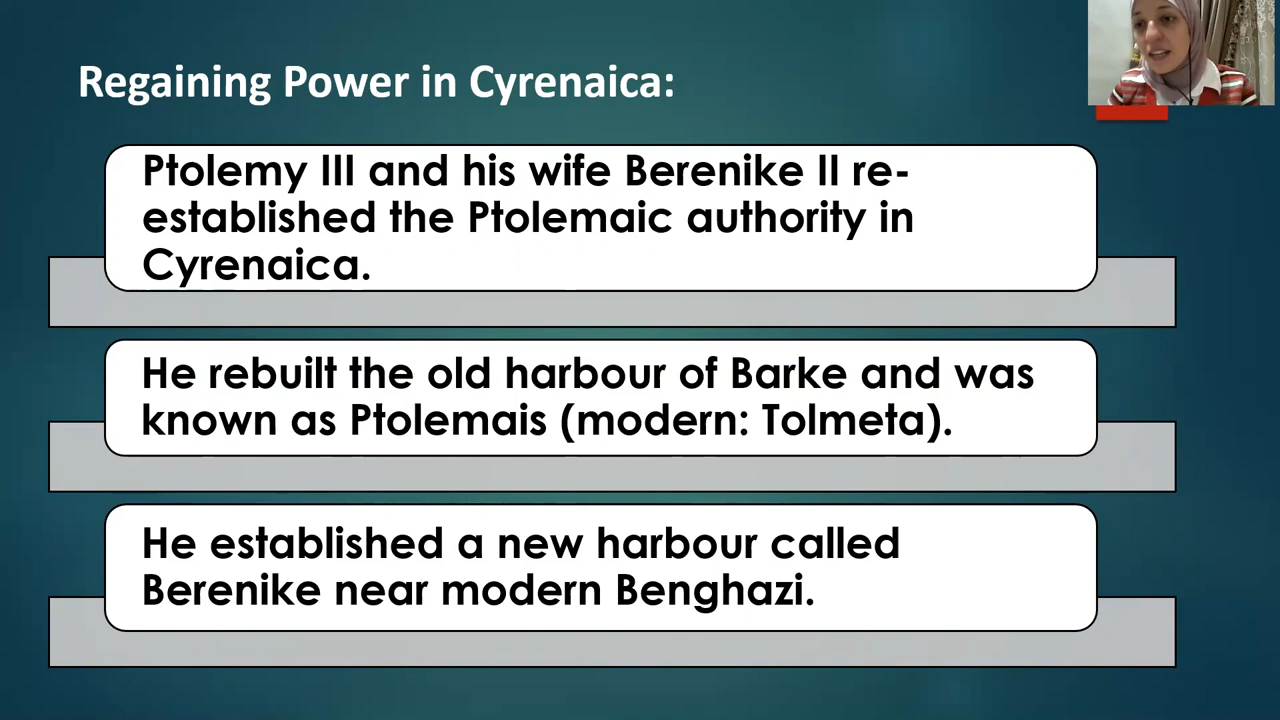 Regaining Power in Cyrenaica:
Ptolemy III and his wife Berenike II re-
established the Ptolemaic authority in
Cyrenaica.
He rebuilt the old harbour of Barke and was
known as Ptolemais (modern: Tolmeta).
He established a new harbour called
Berenike near modern Benghazi.